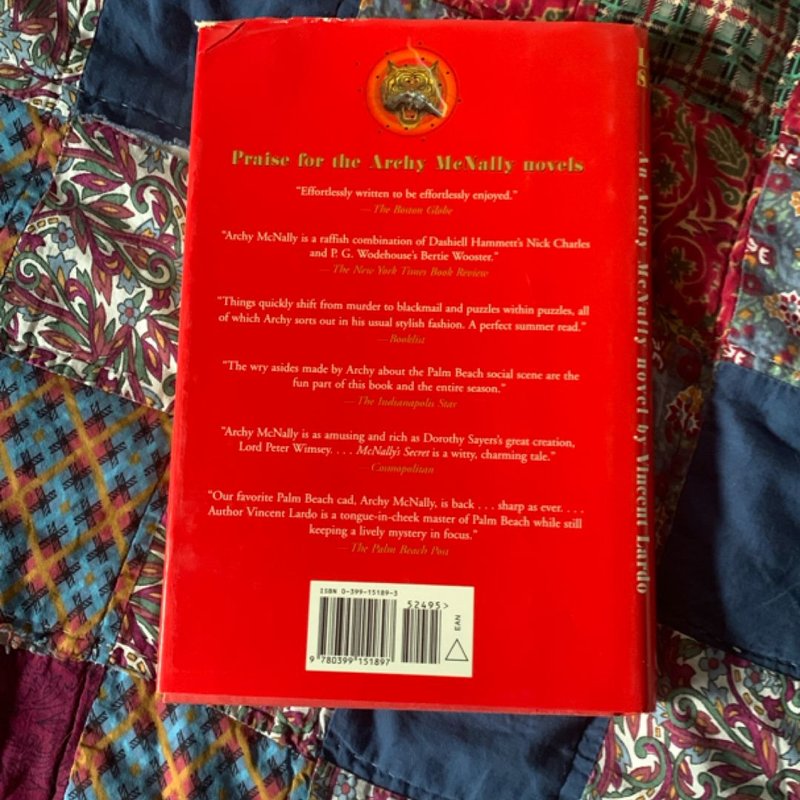 Praise for the Archy McNally novels
“Effortlessly written to be effortlessly enjoyed.”
—The Boston Globe
“Archy McNally is a raffish combination of Dashiell Hammett’s Nick Charles
and P. G. Wodehouse’s Bertie Wooster.”
—The New York Times Book Review
“Things quickly shift from murder to blackmail and puzzles within puzzles, all
of which Archy sorts out in his usual stylish fashion. A perfect summer read.”
—Booklist
“The wry asides made by Archy about the Palm Beach social scene are the
fun part of this book and the entire season.”
—The Indianapolis Star
“Archy McNally is as amusing and rich as Dorothy Sayers’s great creation,
Lord Peter Wimsey. . . . McNally’s Secret is a witty, charming tale.”
—Cosmopolitan
“Our favorite Palm Beach cad, Archy McNally, is back . . . sharp as ever. . . .
Author Vincent Lardo is a tongue-in-cheek master of Palm Beach while still
keeping a lively mystery in focus.”
—The Palm Beach Post
ISBN 0-399-15189-3
52495>
EAN
9 780399 151897
An Archy McNally novel by Vincent Lardo